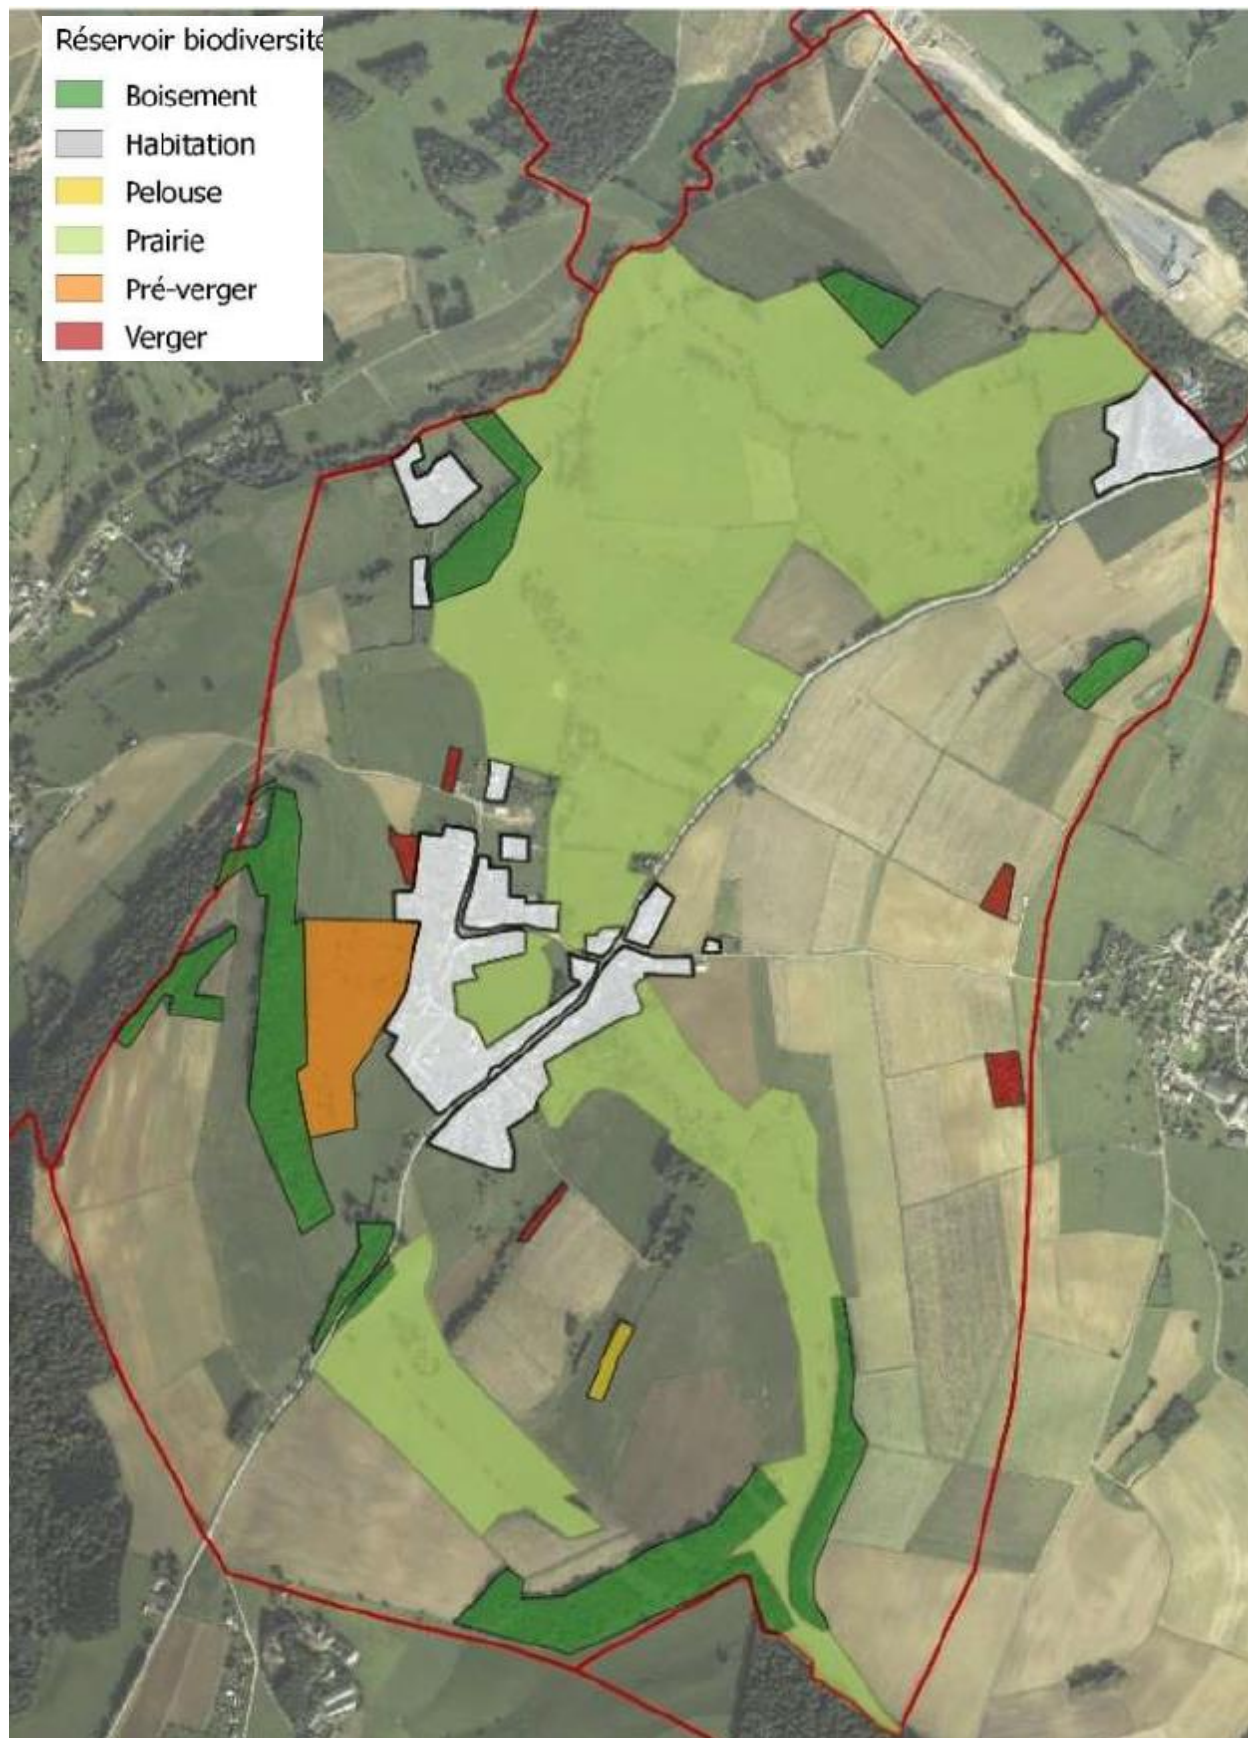 Réservoir biodiversité
Boisement
Habitation
Pelouse
Prairie
Pré-verger
Verger